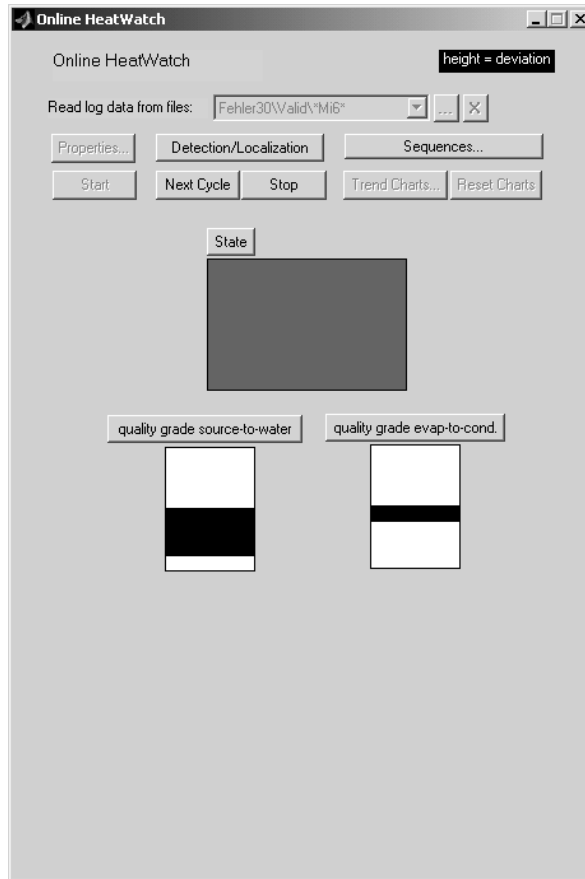 Online HeatWatch
Online HeatWatch
height = deviation
Read log data from files:
Fehler30\Valid\*Mi6*
...
Properties...
Detection/Localization
Sequences...
Start
Next Cycle
Stop
Trend Charts...
Reset Charts
State
quality grade source-to-water
quality grade evap-to-cond.